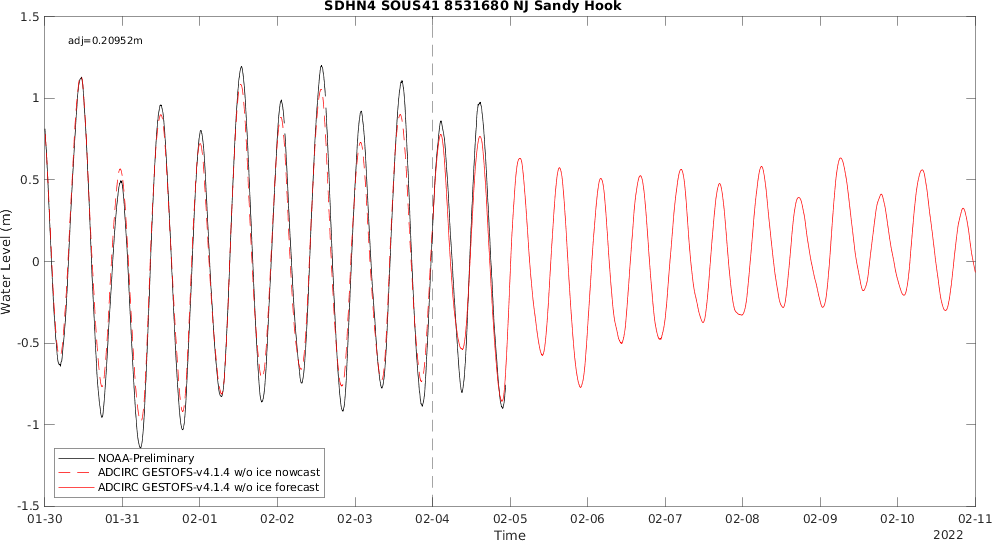 SDHN4 SOUS41 8531680 NJ Sandy Hook
adj=0.20952m
1.5
1
0.5
0
-0.5
-1
-1.5
Water Level (m)
NOAA-Preliminary
ADCIRC GESTOFS-v4.1.4 w/o ice nowcast
ADCIRC GESTOFS-v4.1.4 w/o ice forecast
01-30 01-31 02-01 02-02 02-03 02-04 02-05 02-06 02-07 02-08 02-09 02-10 02-11
Time
2022